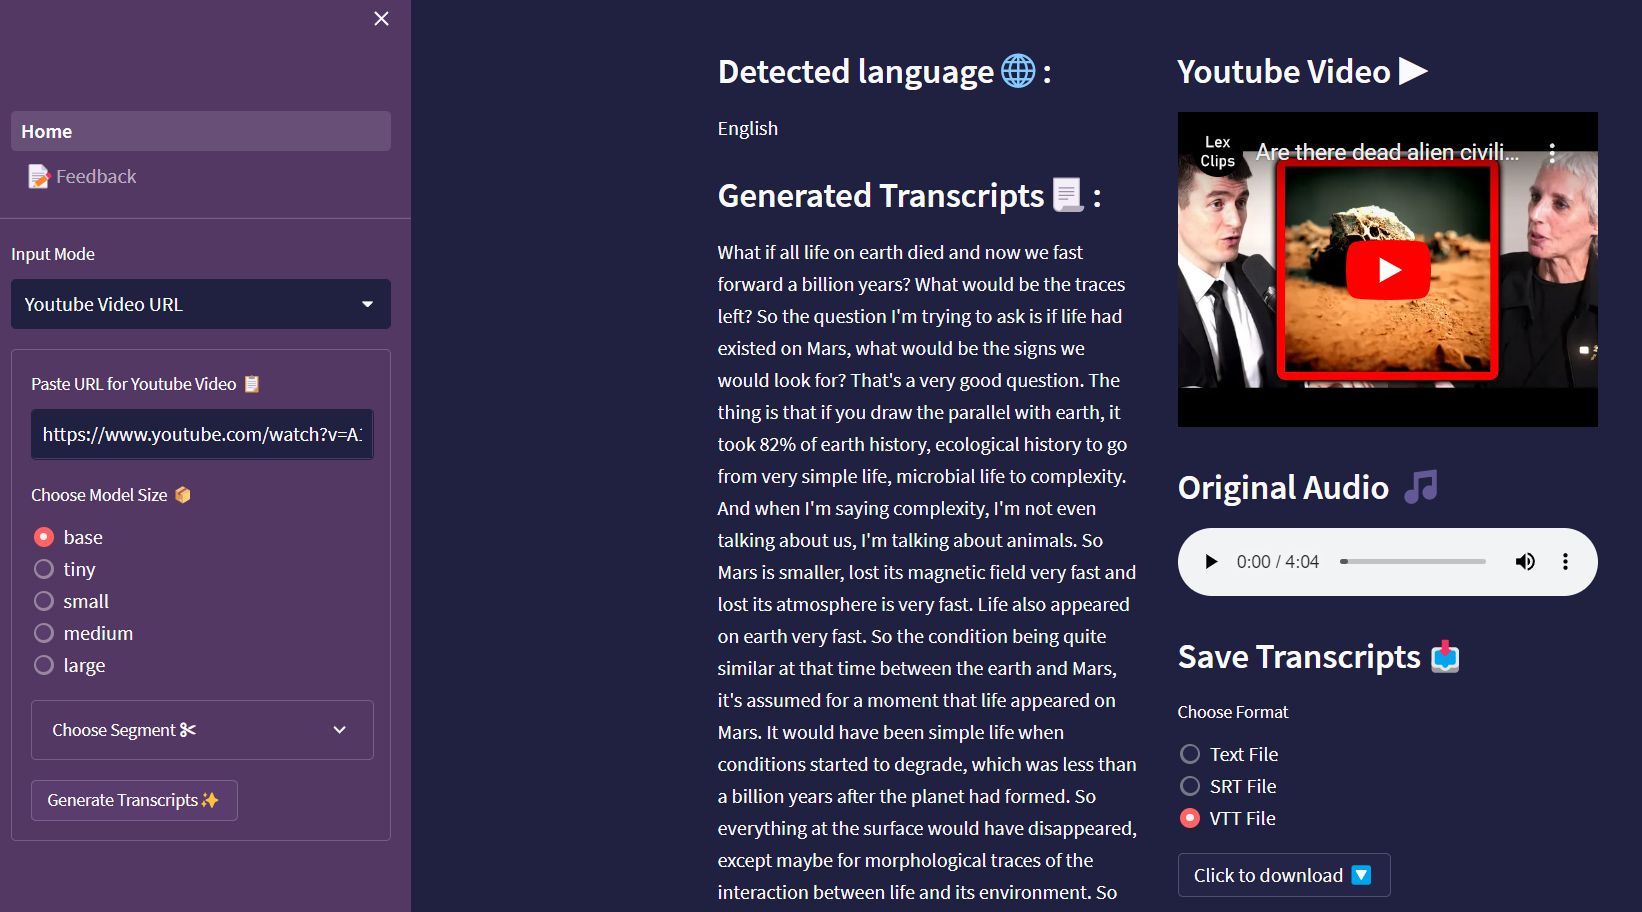 Home
Feedback
Input Mode
Youtube Video URL
Paste URL for Youtube Video
https://www.youtube.com/watch?v=A
Choose Model Size
base
tiny
small
medium
large
Choose Segment
Generate Transcripts
Detected language :
English
Generated Transcripts :
What if all life on earth died and now we fast
forward a billion years? What would be the traces
left? So the question I'm trying to ask is if life had
existed on Mars, what would be the signs we
would look for? That's a very good question. The
thing is that if you draw the parallel with earth, it
took 82% of earth history, ecological history to go
from very simple life, microbial life to complexity.
And when I'm saying complexity, I'm not even
talking about us, I'm talking about animals. So
Mars is smaller, lost its magnetic field very fast and
lost its atmosphere is very fast. Life also appeared
on earth very fast. So the condition being quite
similar at that time between the earth and Mars,
it's assumed for a moment that life appeared on
Mars. It would have been simple life when
conditions started to degrade, which was less than
a billion years after the planet had formed. So
everything at the surface would have disappeared,
except maybe for morphological traces of the
interaction between life and its environment. So
Youtube Video
Lex
Clips
Are there dead alien civili...
Original Audio
0:00 / 4:04
Save Transcripts
Choose Format
Text File
SRT File
VTT File
Click to download